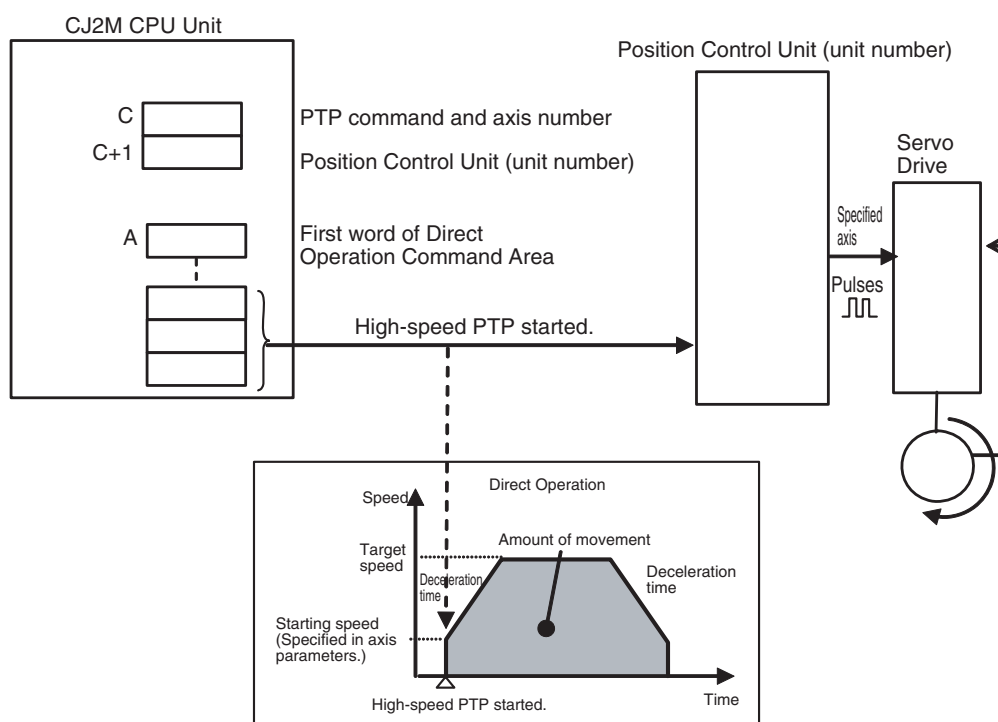 CJ2M CPU Unit
Position Control Unit (unit number)
C
PTP command and axis number
C+1
Position Control Unit (unit number)
Servo
Drive
A
First word of Direct
Operation Command Area
Specified
axis
Pulses
High-speed PTP started.
Direct Operation
Speed
Amount of movement
Target
speed
Deceleration
time
Deceleration
time
Starting speed
(Specified in axis
parameters.)
Time
High-speed PTP started.